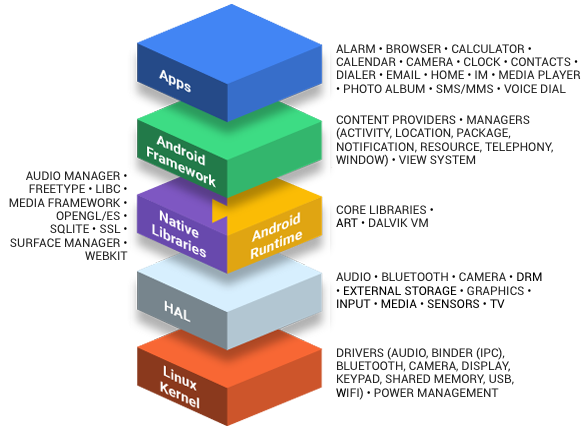 ALARM • BROWSER • CALCULATOR •
CALENDAR • CAMERA • CLOCK • CONTACTS •
DIALER • EMAIL • HOME • IM • MEDIA PLAYER
• PHOTO ALBUM • SMS/MMS • VOICE DIAL
Apps
CONTENT PROVIDERS • MANAGERS
(ACTIVITY, LOCATION, PACKAGE,
NOTIFICATION, RESOURCE, TELEPHONY,
WINDOW) • VIEW SYSTEM
Android
Framework
AUDIO MANAGER •
FREETYPE • LIBC •
MEDIA FRAMEWORK •
OPENGL/ES •
SQLITE • SSL •
SURFACE MANAGER •
WEBKIT
Native
Libraries
Android
Runtime
CORE LIBRARIES •
ART • DALVIK VM
HAL
AUDIO • BLUETOOTH • CAMERA • DRM
• EXTERNAL STORAGE • GRAPHICS •
INPUT • MEDIA • SENSORS • TV
Linux
Kernel
DRIVERS (AUDIO, BINDER (IPC),
BLUETOOTH, CAMERA, DISPLAY,
KEYPAD, SHARED MEMORY, USB,
WIFI) • POWER MANAGEMENT